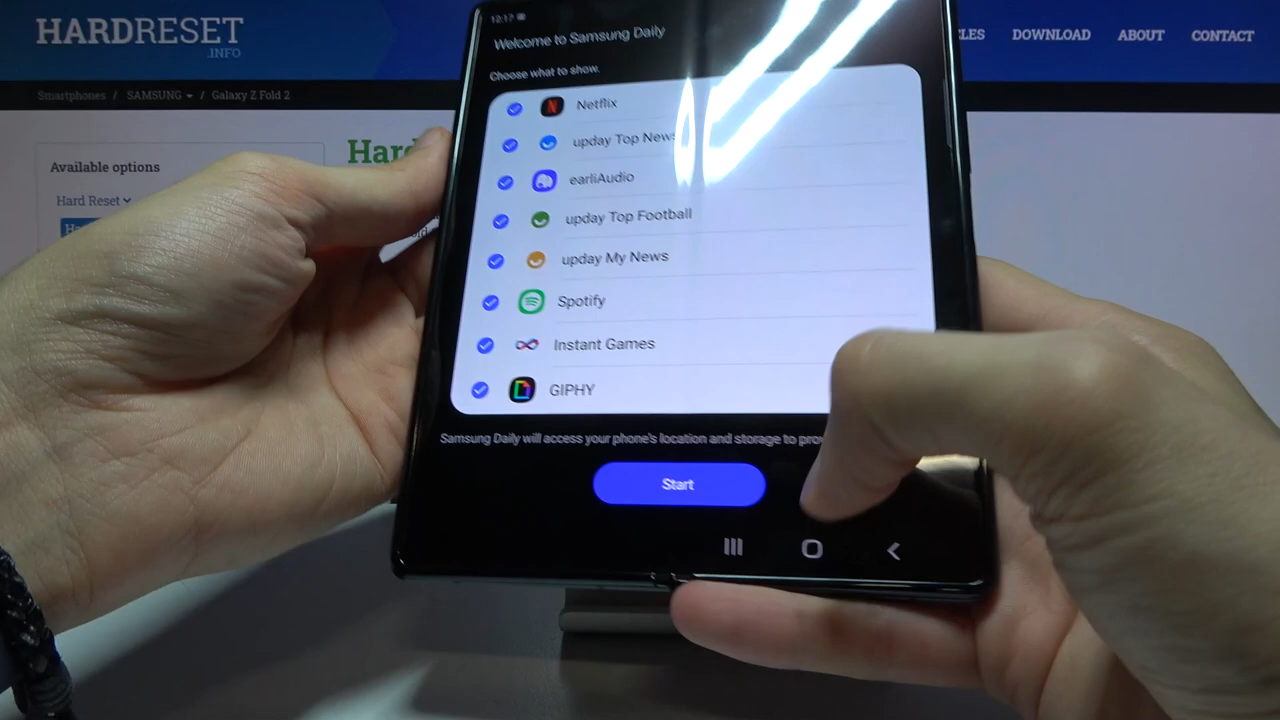 HARDRESET
.INFO
CLES DOWNLOAD ABOUT CONTACT
Smartphones / SAMSUNG / Galaxy Z Fold 2
Available options
Hard Reset
Hard
12:17
Welcome to Samsung Daily
Choose what to show.
Netflix
upday Top News
earliAudio
upday Top Football
upday My News
Spotify
Instant Games
GIPHY
Samsung Daily will access your phone's location and storage to pro
Start